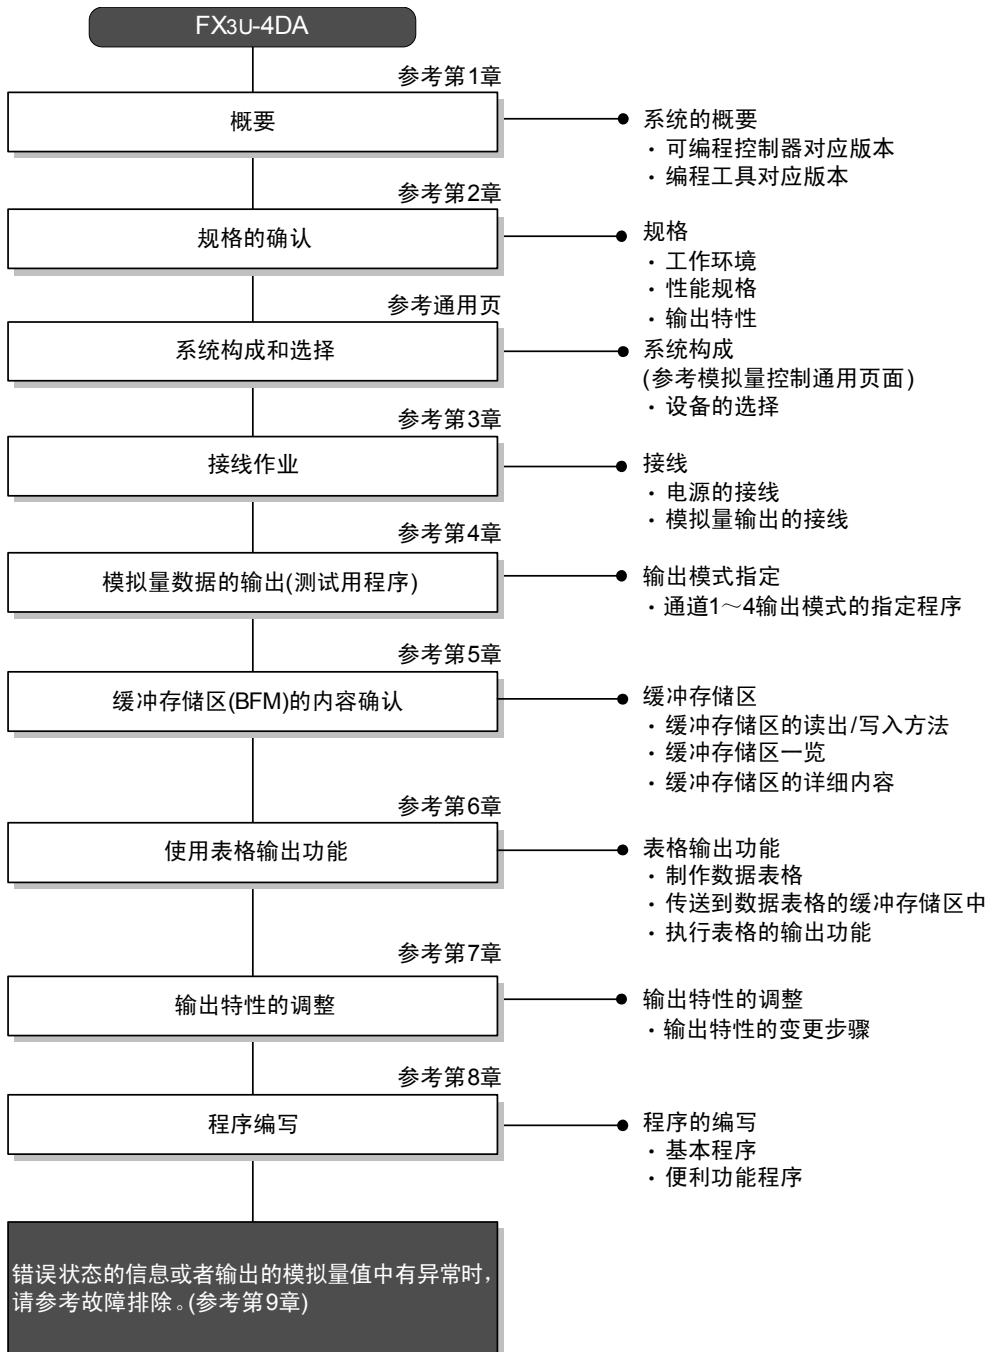 FX3U-4DA
参考第1章
概要
系统的概要
・可编程控制器对应版本
・编程工具对应版本
参考第2章
规格的确认
规格
・工作环境
・性能规格
・输出特性
参考通用页
系统构成和选择
系统构成
(参考模拟量控制通用页面)
・设备的选择
参考第3章
接线作业
接线
・电源的接线
・模拟量输出的接线
参考第4章
模拟量数据的输出(测试用程序)
输出模式指定
・通道1～4输出模式的指定程序
参考第5章
缓冲存储区(BFM)的内容确认
缓冲存储区
・缓冲存储区的读出/写入方法
・缓冲存储区一览
・缓冲存储区的详细内容
参考第6章
使用表格输出功能
表格输出功能
・制作数据表格
・传送到数据表格的缓冲存储区中
・执行表格的输出功能
参考第7章
输出特性的调整
输出特性的调整
・输出特性的变更步骤
参考第8章
程序编写
程序的编写
・基本程序
・便利功能程序
错误状态的信息或者输出的模拟量值中有异常时，
请参考故障排除。(参考第9章)